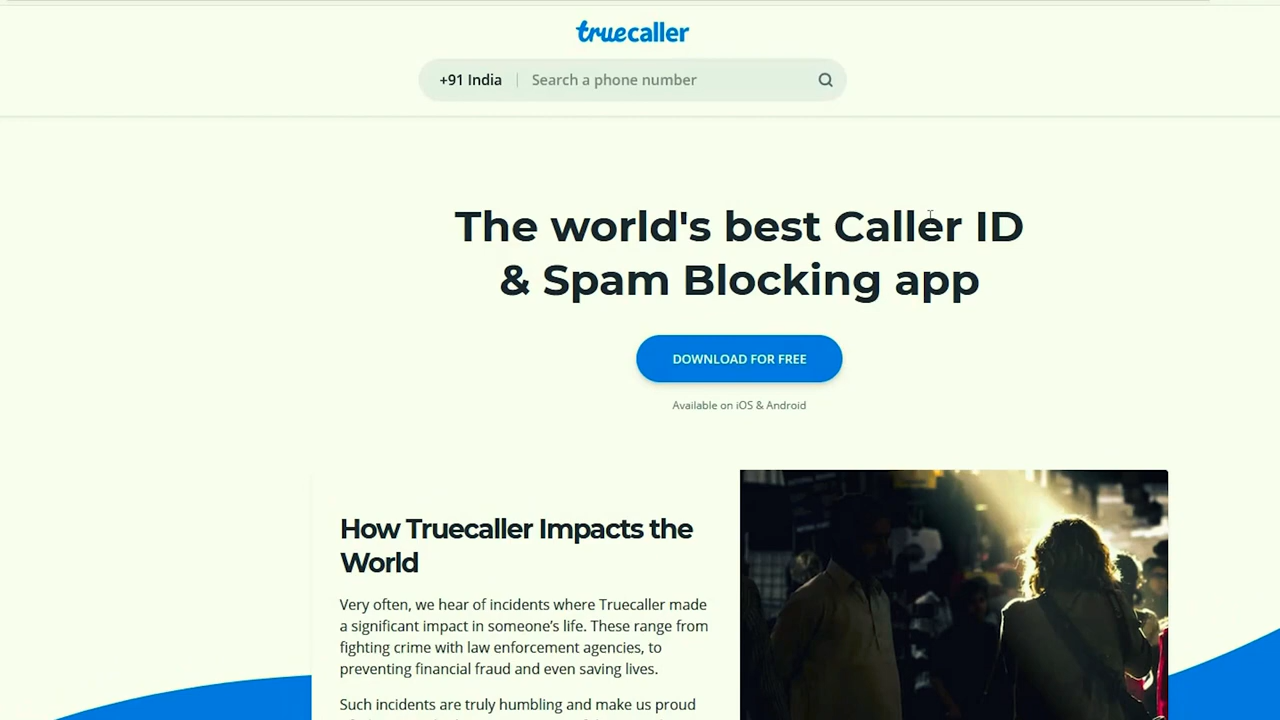 truecaller
+91 India Search a phone number
The world's best Caller ID
& Spam Blocking app
DOWNLOAD FOR FREE
Available on iOS & Android
How Truecaller Impacts the
World
Very often, we hear of incidents where Truecaller made
a significant impact in someone’s life. These range from
fighting crime with law enforcement agencies, to
preventing financial fraud and even saving lives.
Such incidents are truly humbling and make us proud